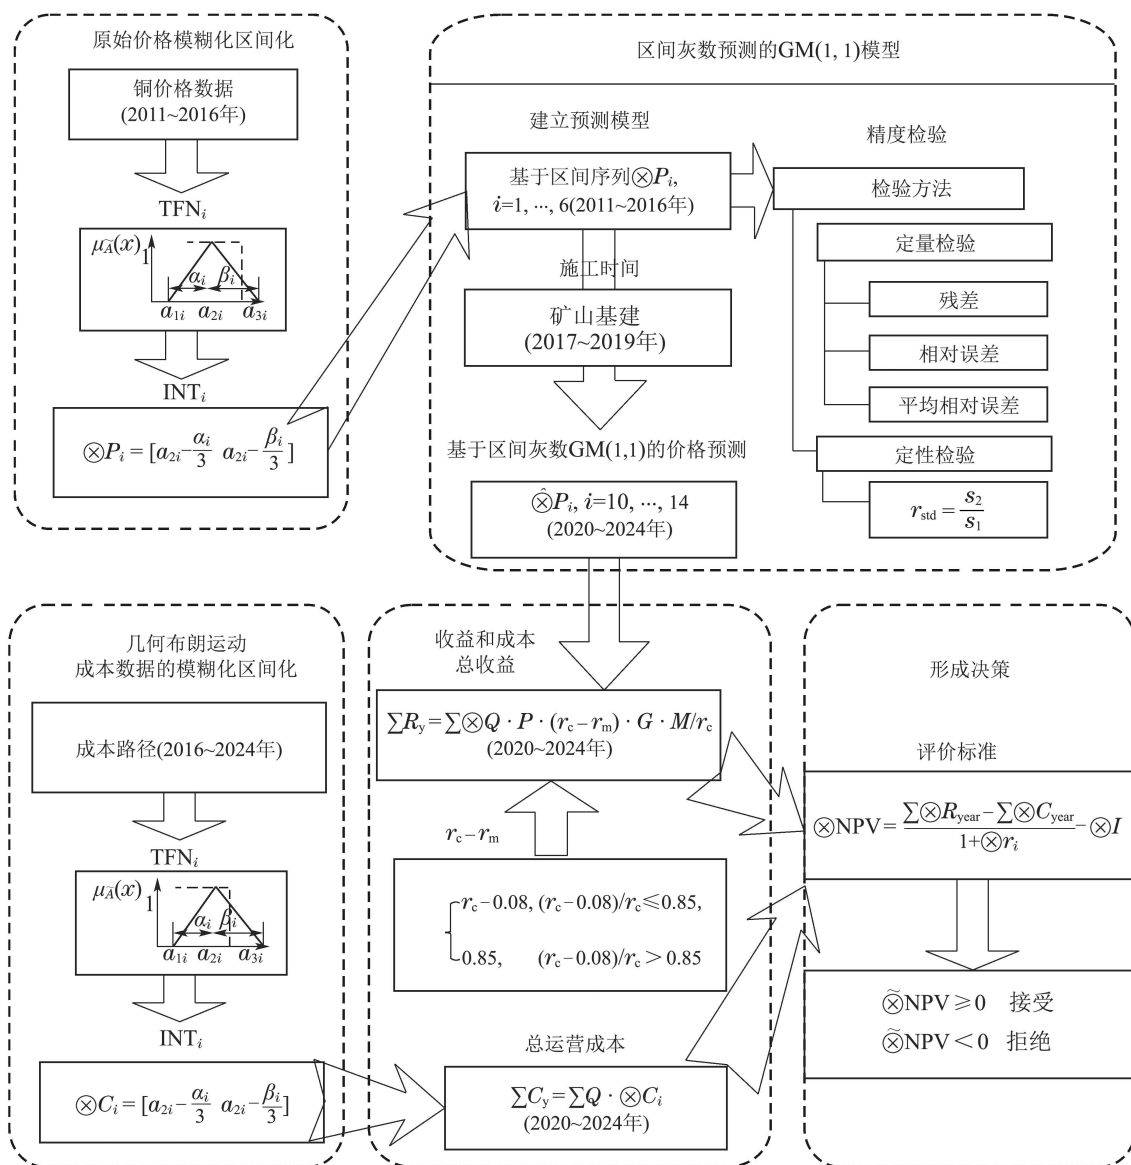 原始价格模糊化区间化
铜价格数据
(2011~2016年)
TFNᵢ
μ_Ã(x)
1
αᵢ βᵢ
a₁ᵢ a₂ᵢ a₃ᵢ
INTᵢ
⊗Pᵢ = [a₂ᵢ-αᵢ/3 a₂ᵢ-βᵢ/3]
区间灰数预测的GM(1, 1)模型
建立预测模型
基于区间序列⊗Pᵢ,
i=1, ···, 6(2011~2016年)
施工时间
矿山基建
(2017~2019年)
基于区间灰数GM(1,1)的价格预测
⊗̂Pᵢ, i=10, ···, 14
(2020~2024年)
精度检验
检验方法
定量检验
残差
相对误差
平均相对误差
定性检验
r_std = s₂/s₁
几何布朗运动
成本数据的模糊化区间化
成本路径(2016~2024年)
TFNᵢ
μ_Ã(x)
1
αᵢ βᵢ
a₁ᵢ a₂ᵢ a₃ᵢ
INTᵢ
⊗Cᵢ = [a₂ᵢ-αᵢ/3 a₂ᵢ-βᵢ/3]
收益和成本
总收益
∑R_y=∑⊗Q · P · (r_c-r_m) · G · M/r_c
(2020~2024年)
r_c-r_m
r_c-0.08, (r_c-0.08)/r_c≤0.85,
0.85, (r_c-0.08)/r_c>0.85
总运营成本
∑C_y=∑Q · ⊗Cᵢ
(2020~2024年)
形成决策
评价标准
⊗NPV= (∑⊗R_year-∑⊗C_year)/(1+⊗rᵢ) -⊗I
⊗̃NPV≥0 接受
⊗̃NPV<0 拒绝